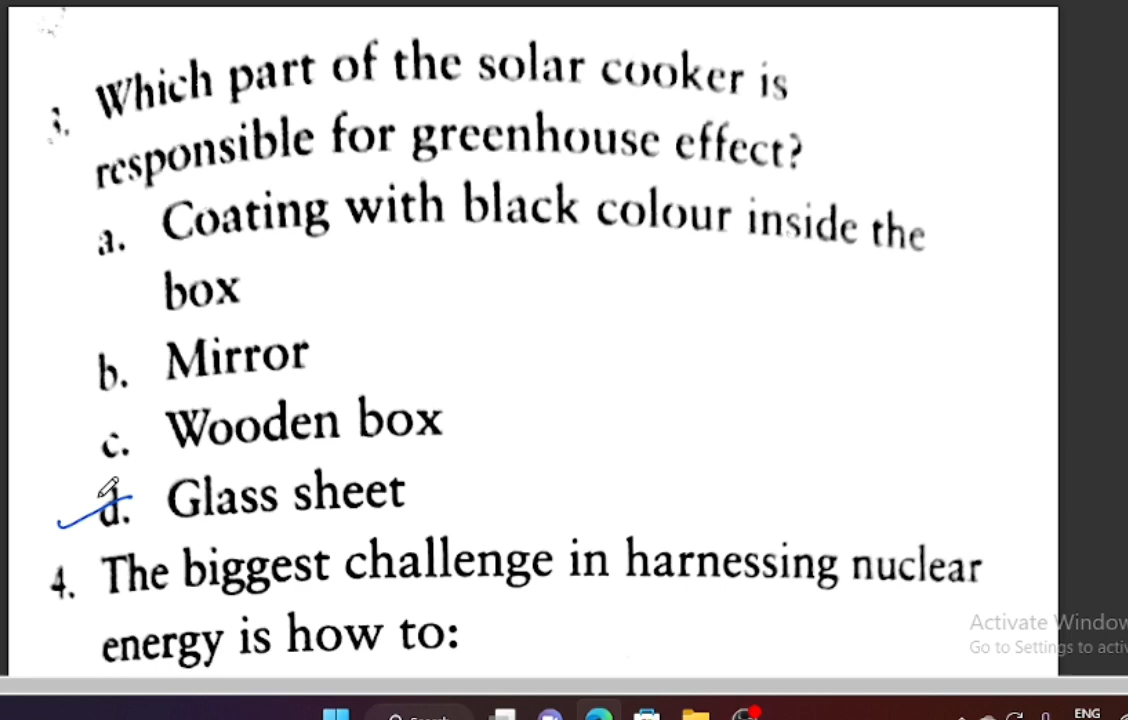 3. Which part of the solar cooker is
responsible for greenhouse effect?
a. Coating with black colour inside the
box
b. Mirror
c. Wooden box
d. Glass sheet
4. The biggest challenge in harnessing nuclear
energy is how to:
Activate Window
Go to Settings to activ
Search
ENG